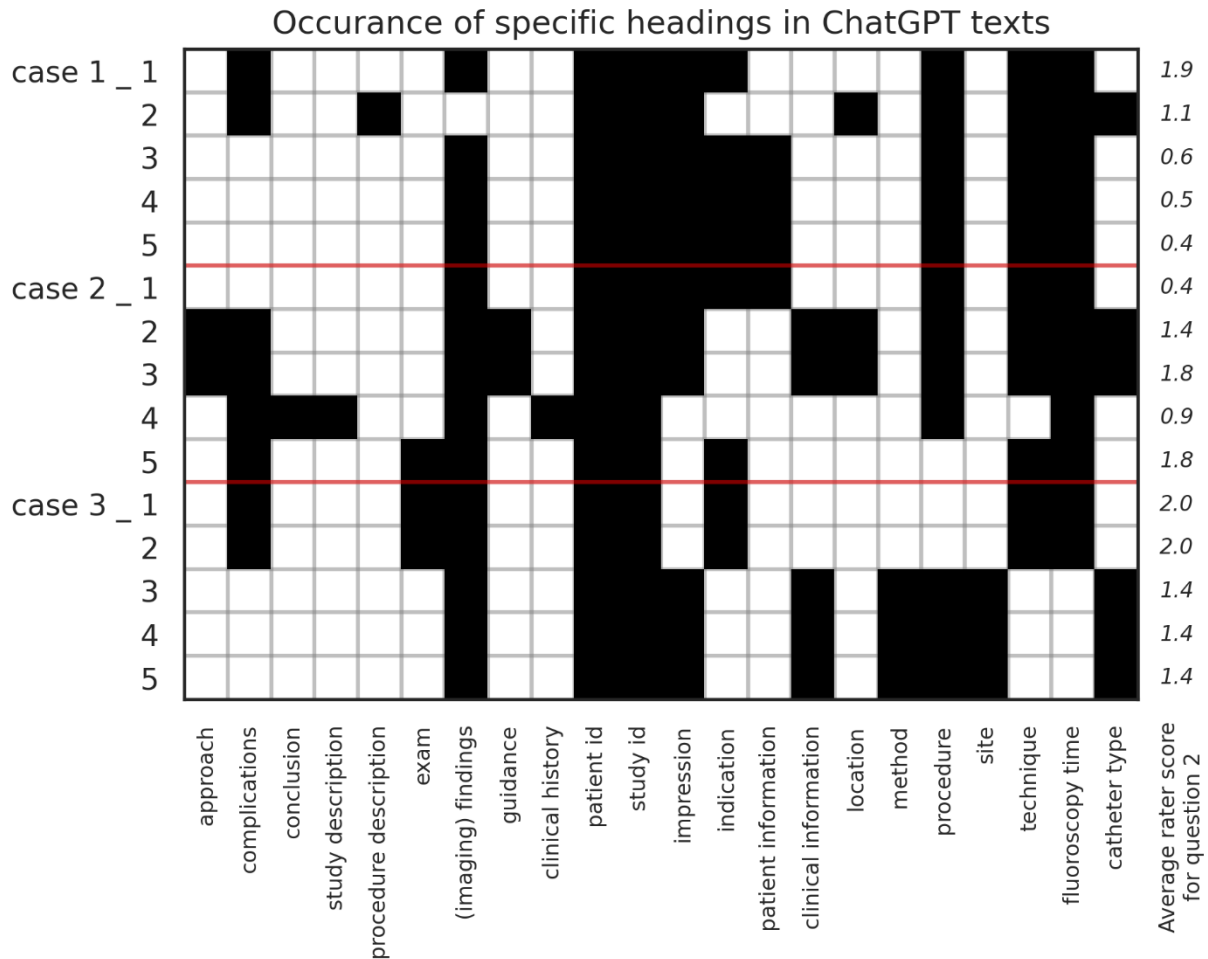 Occurance of specific headings in ChatGPT texts
case 1 _ 1 1.9
2 1.1
3 0.6
4 0.5
5 0.4
case 2 _ 1 0.4
2 1.4
3 1.8
4 0.9
5 1.8
case 3 _ 1 2.0
2 2.0
3 1.4
4 1.4
5 1.4
approach
complications
conclusion
study description
procedure description
exam
(imaging) findings
guidance
clinical history
patient id
study id
impression
indication
patient information
clinical information
location
method
procedure
site
technique
fluoroscopy time
catheter type
Average rater score
for question 2